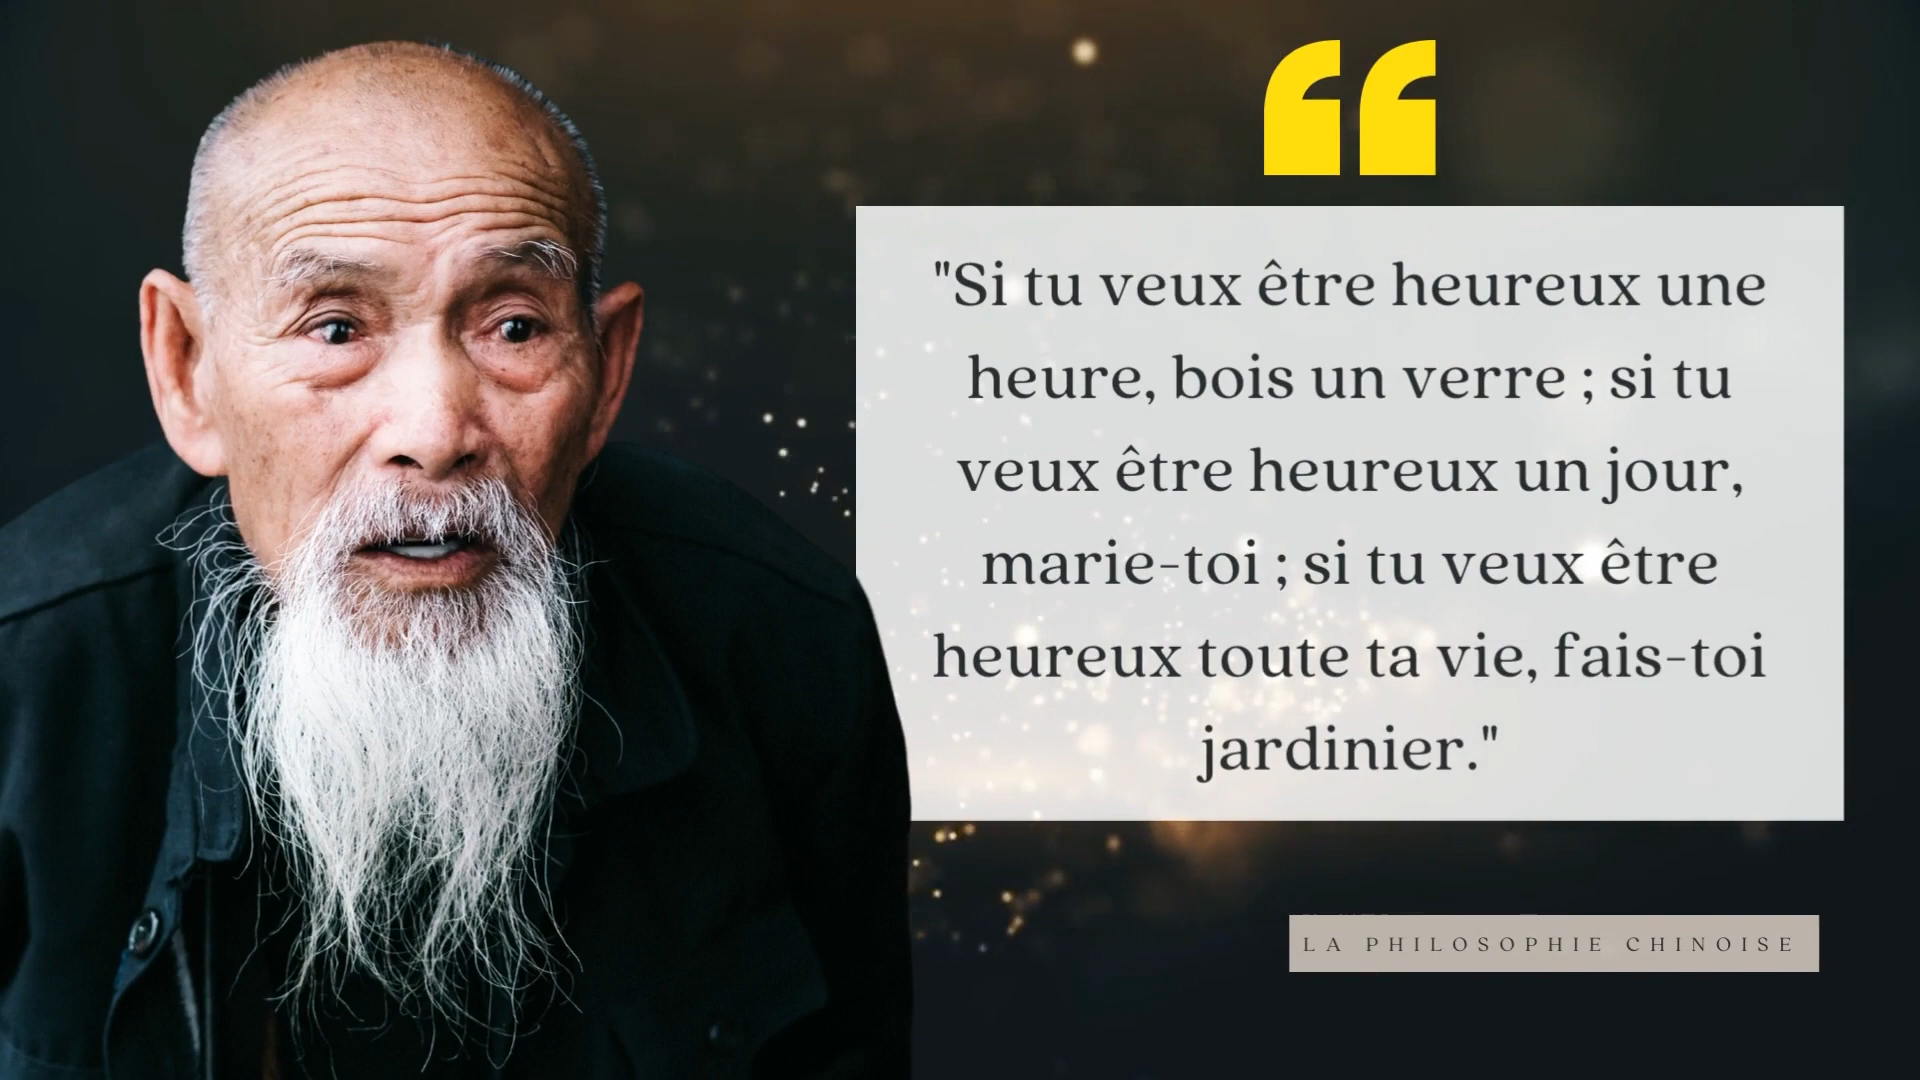 "Si tu veux être heureux une
heure, bois un verre ; si tu
veux être heureux un jour,
marie-toi ; si tu veux être
heureux toute ta vie, fais-toi
jardinier."
LA PHILOSOPHIE CHINOISE